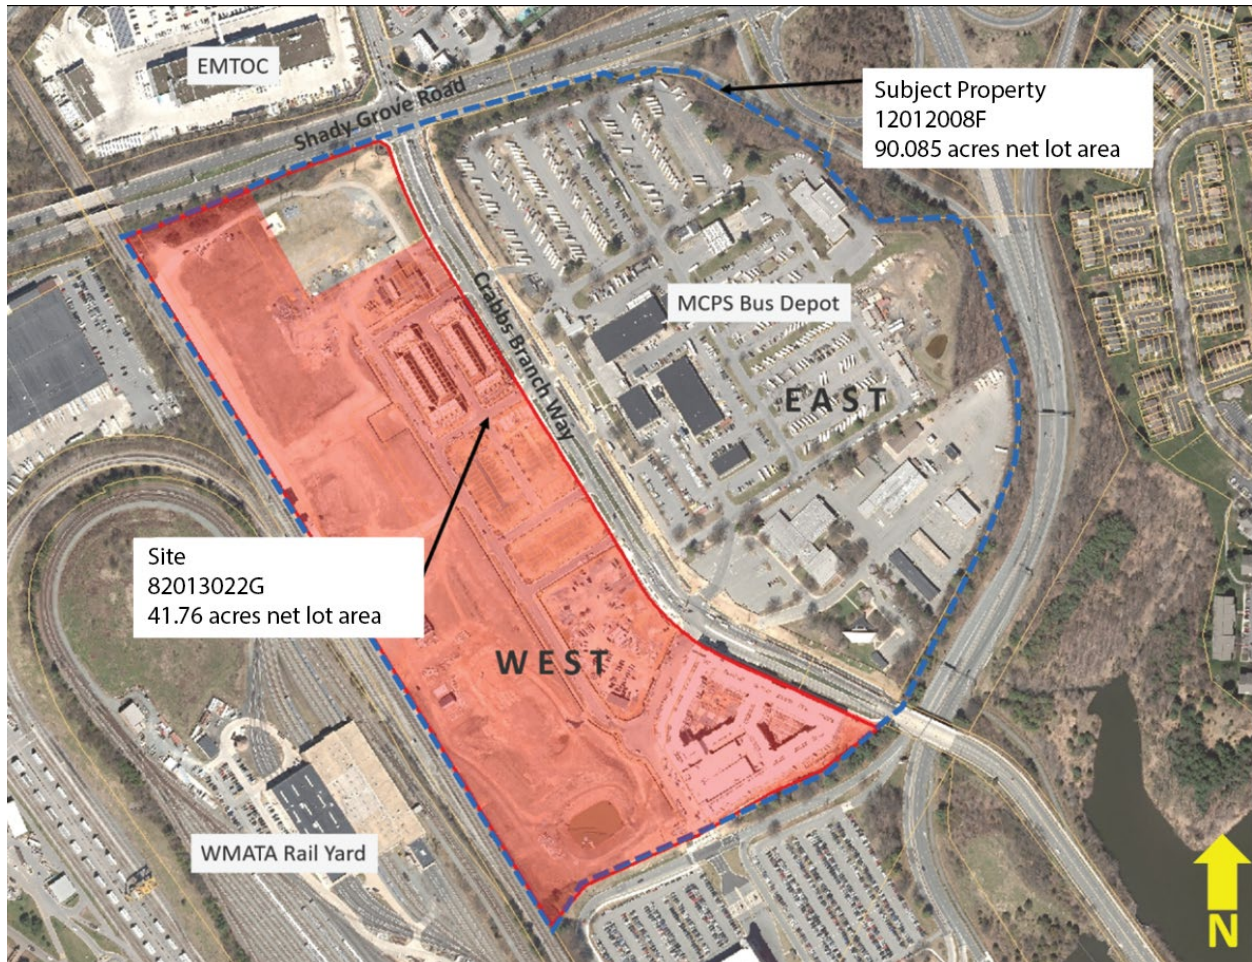 EMTOC
Shady Grove Road
Subject Property
12012008F
90.085 acres net lot area
Crabbs Branch Way
MCPS Bus Depot
EAST
Site
82013022G
41.76 acres net lot area
WEST
WMATA Rail Yard
N